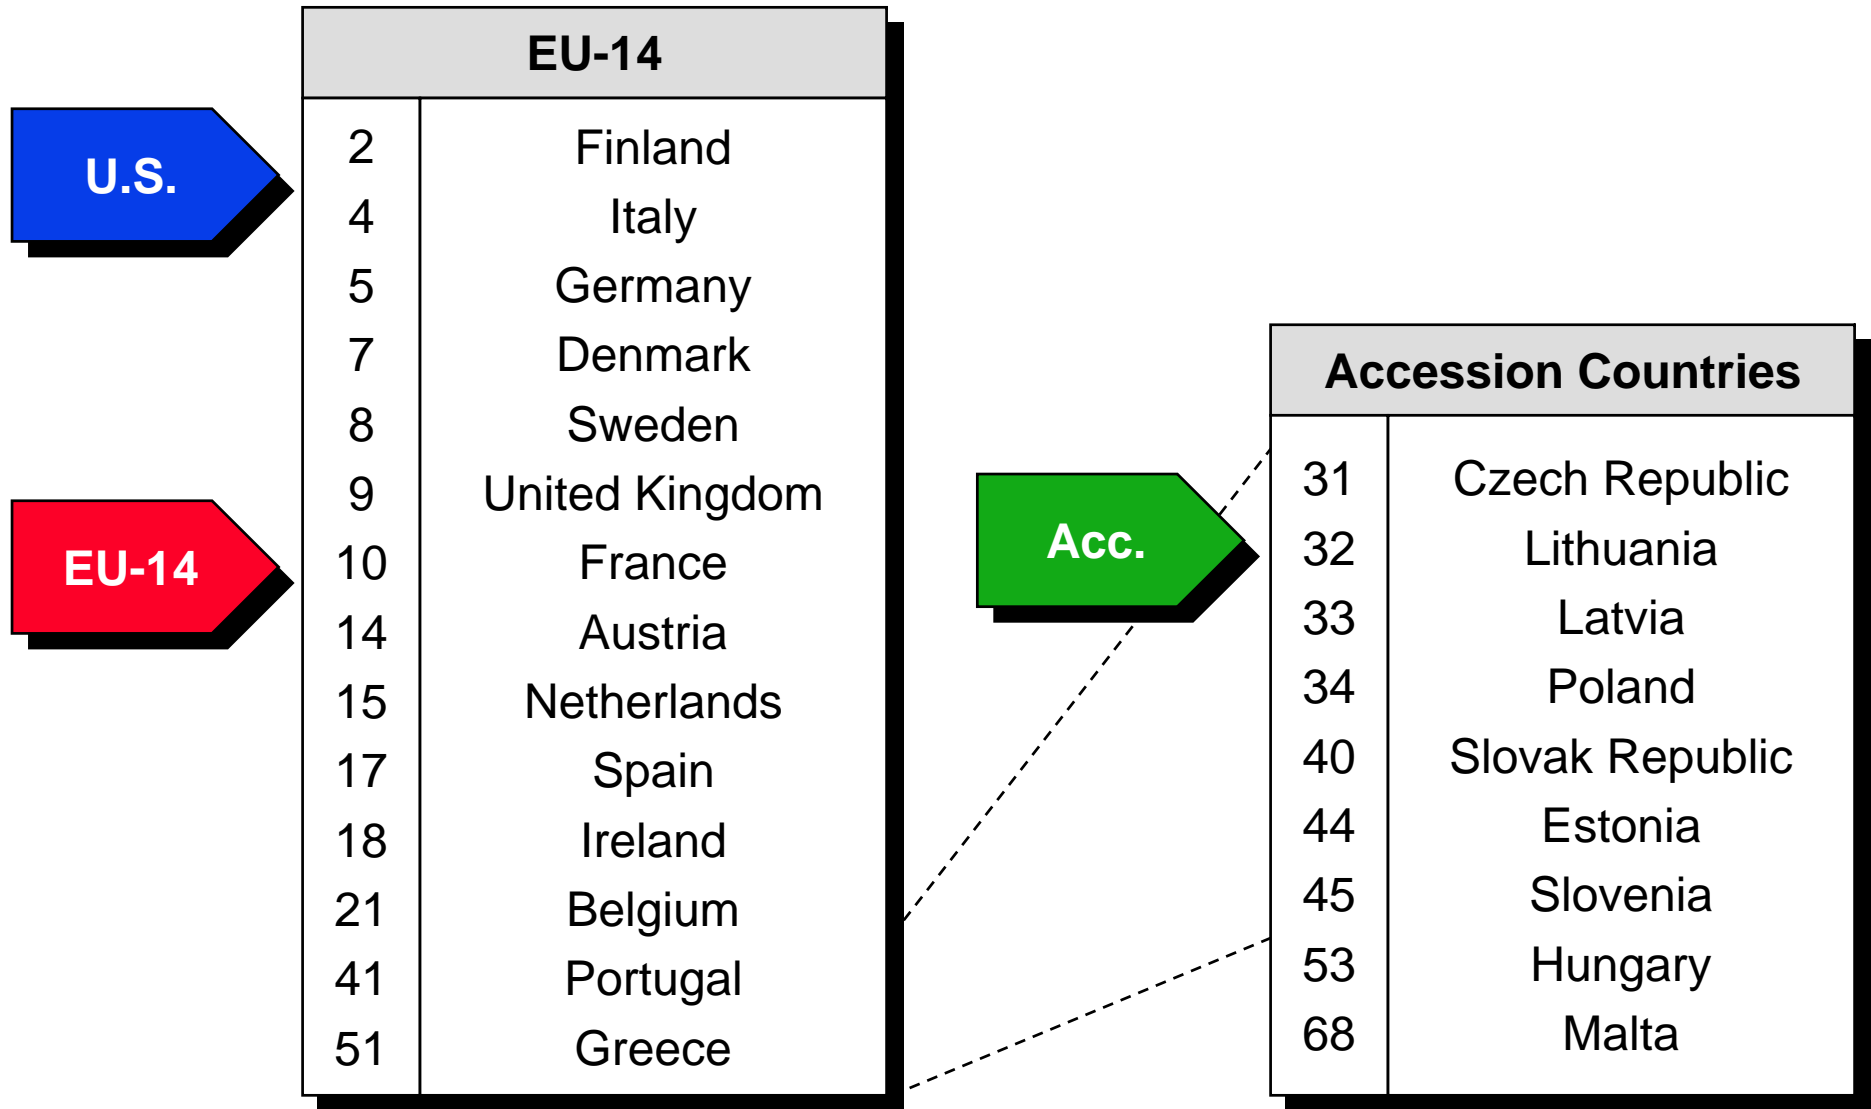 EU-14
U.S.
EU-14
2 Finland
4 Italy
5 Germany
7 Denmark
8 Sweden
9 United Kingdom
10 France
14 Austria
15 Netherlands
17 Spain
18 Ireland
21 Belgium
41 Portugal
51 Greece
Acc.
Accession Countries
31 Czech Republic
32 Lithuania
33 Latvia
34 Poland
40 Slovak Republic
44 Estonia
45 Slovenia
53 Hungary
68 Malta